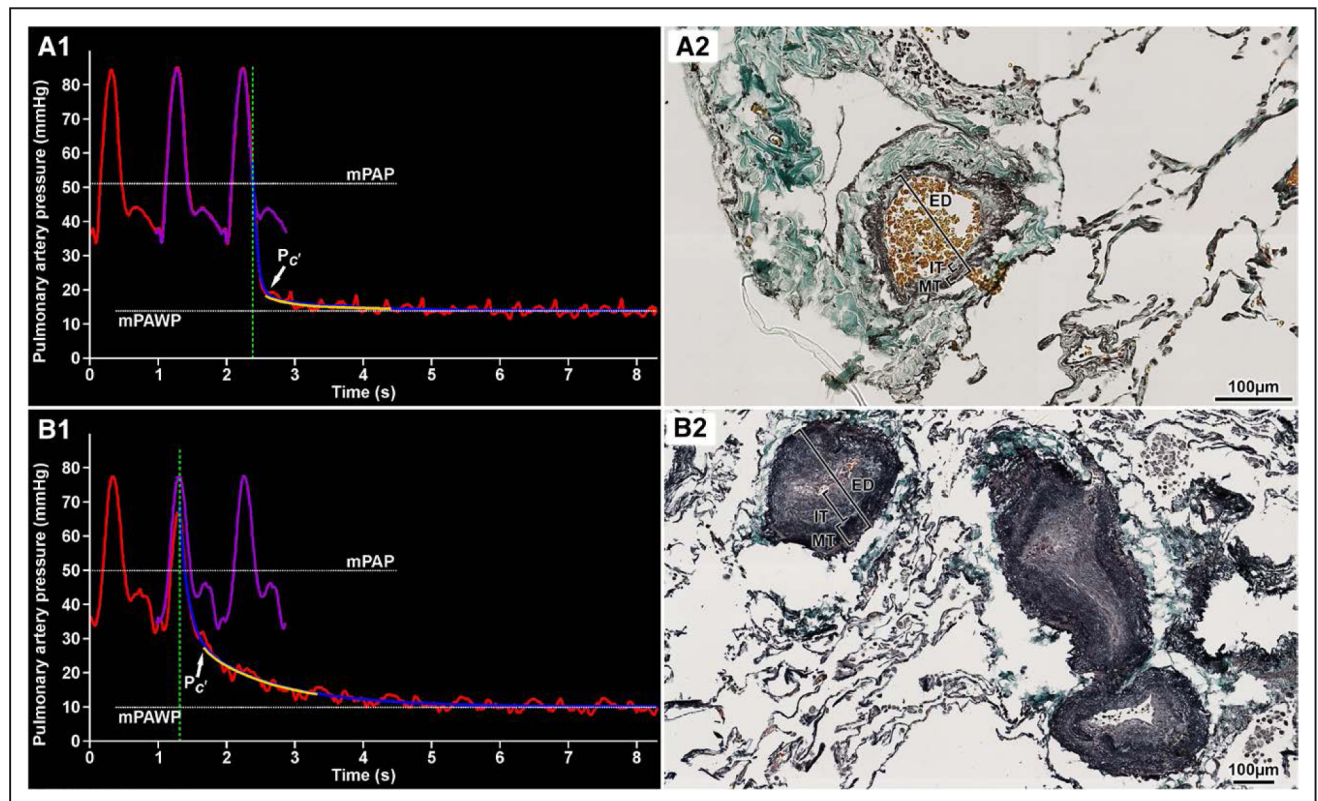 A1
Pulmonary artery pressure (mmHg)
80
70
60
50
40
30
20
10
0
mPAP
Pc'
mPAWP
0 1 2 3 4 5 6 7 8
Time (s)
A2
ED
IT
MT
100µm
B1
Pulmonary artery pressure (mmHg)
80
70
60
50
40
30
20
10
0
mPAP
Pc'
mPAWP
0 1 2 3 4 5 6 7 8
Time (s)
B2
ED
IT
MT
100µm